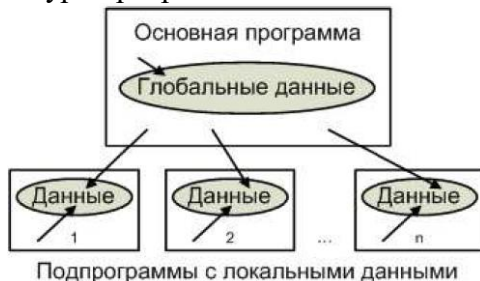 Основная программа
Глобальные данные
Данные Данные Данные
1 2 ... n
Подпрограммы с локальными данными